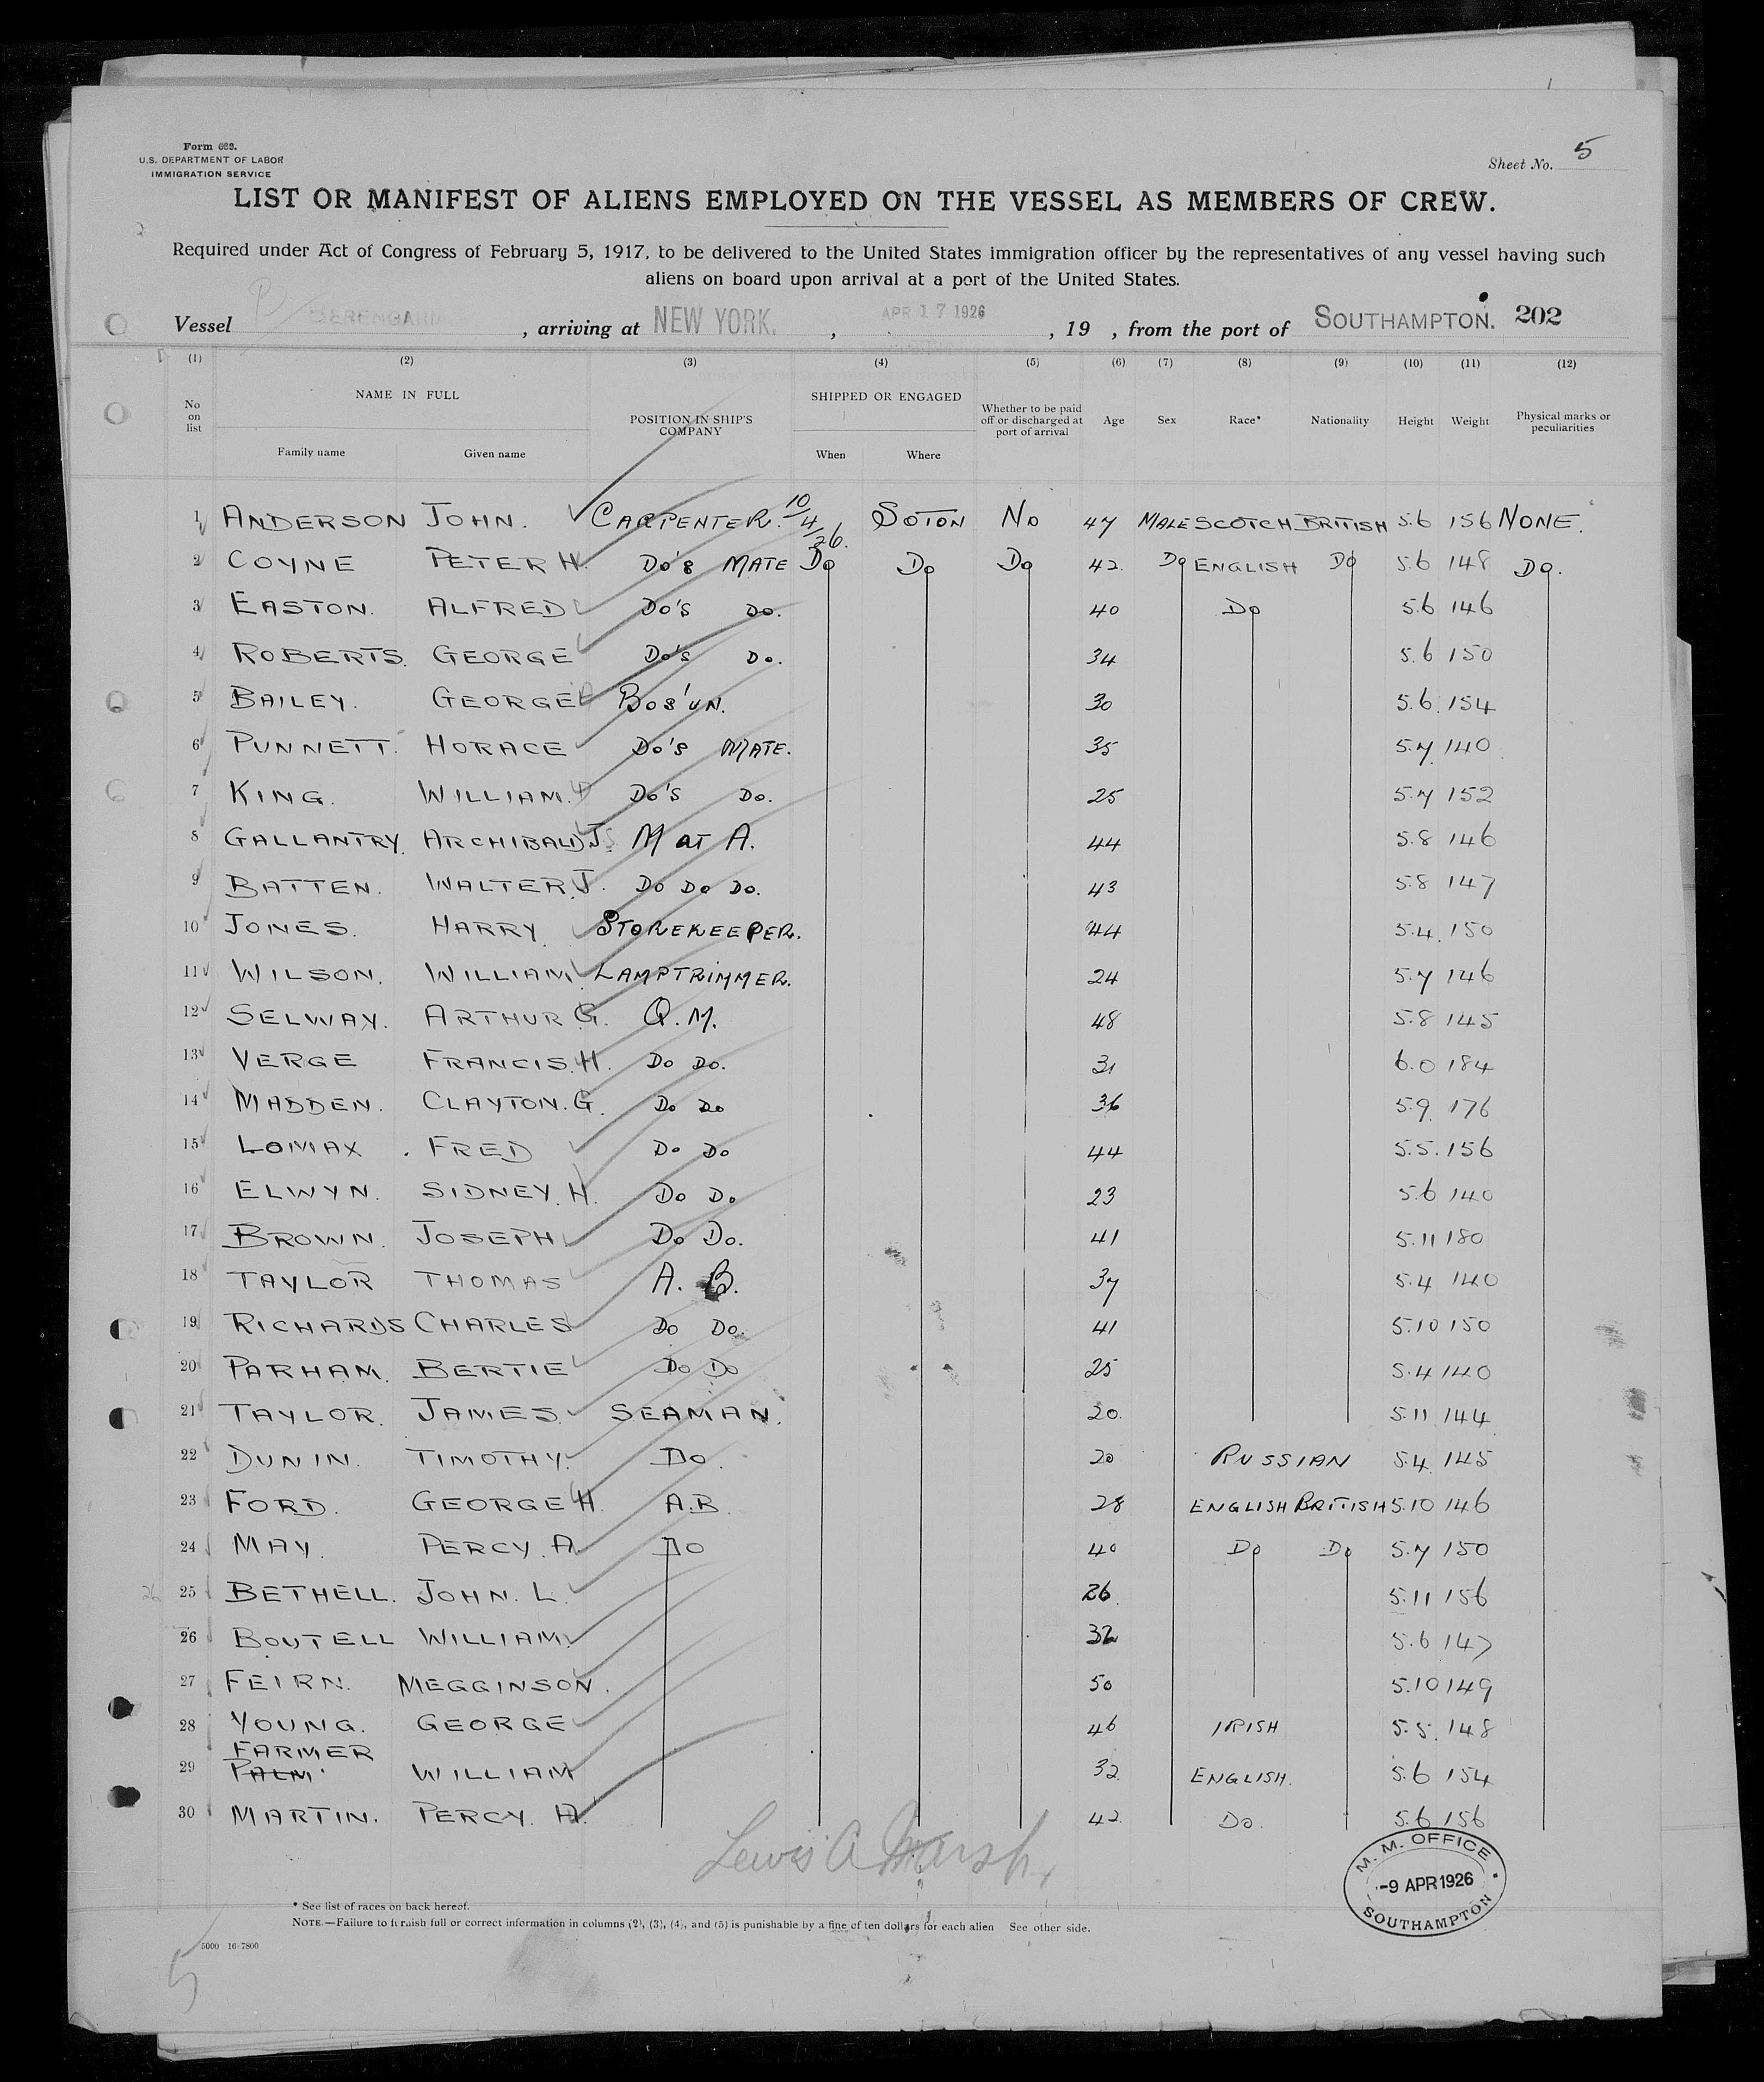 Form 689.
U.S. DEPARTMENT OF LABOR
IMMIGRATION SERVICE
Sheet No. 5
LIST OR MANIFEST OF ALIENS EMPLOYED ON THE VESSEL AS MEMBERS OF CREW.
Required under Act of Congress of February 5, 1917, to be delivered to the United States immigration officer by the representatives of any vessel having such
aliens on board upon arrival at a port of the United States.
Vessel BERENGARIA, arriving at NEW YORK., APR 17 1926, 19 , from the port of SOUTHAMPTON. 202
(1) (2) (3) (4) (5) (6) (7) (8) (9) (10) (11) (12)
No on list NAME IN FULL Family name Given name POSITION IN SHIP'S COMPANY SHIPPED OR ENGAGED When Where Whether to be paid off or discharged at port of arrival Age Sex Race* Nationality Height Weight Physical marks or peculiarities
1 ANDERSON JOHN. CARPENTER. 10/4/26. SOTON NO 47 MALE SCOTCH BRITISH 5.6 156 NONE.
2 COYNE PETER H. DO'S MATE DO DO DO 42. DO ENGLISH DO 5.6 148 DO.
3 EASTON. ALFRED DO'S DO. 40 DO 5.6 146
4 ROBERTS. GEORGE DO'S DO. 34 5.6 150
5 BAILEY. GEORGE BOS'UN. 30 5.6. 154
6 PUNNETT. HORACE DO'S MATE. 35 5.7 140
7 KING. WILLIAM. DO'S DO. 25 5.7 152
8 GALLANTRY. ARCHIBALD J. M AT A. 44 5.8 146
9 BATTEN. WALTER J. DO DO DO. 43 5.8 147
10 JONES. HARRY. STOREKEEPER. 44 5.4. 150
11 WILSON. WILLIAM. LAMPTRIMMER. 24 5.7 146
12 SELWAY. ARTHUR G. Q.M. 48 5.8 145
13 VERGE FRANCIS. H. DO DO. 31 6.0 184
14 MADDEN. CLAYTON. G. DO DO 36 5.9. 176
15 LOMAX . FRED DO DO 44 5.5. 156
16 ELWYN. SIDNEY. H. DO DO 23 5.6 140
17 BROWN. JOSEPH. DO DO. 41 5.11 180
18 TAYLOR THOMAS A. B. 37 5.4 140
19 RICHARDS CHARLES DO DO. 41 5.10 150
20 PARHAM. BERTIE DO DO 25 5.4 140
21 TAYLOR. JAMES. SEAMAN. 20. 5.11 144
22 DUNIN. TIMOTHY. DO. 20 RUSSIAN 5.4. 145
23 FORD. GEORGE H. A.B. 28 ENGLISH BRITISH 5.10 146
24 MAY. PERCY. A. DO 40 DO DO 5.7 150
26 25 BETHELL. JOHN. L. 26. 5.11 156
26 BOUTELL WILLIAM. 32 5.6 147
27 FEIRN. MEGGINSON. 50 5.10 149
28 YOUNG. GEORGE 46 IRISH 5.5. 148
FARMER
29 PALM. WILLIAM 32. ENGLISH. 5.6 154
30 MARTIN. PERCY. A. 42. DO. 5.6 156
Lewis A Marsh
M. M. OFFICE
-9 APR 1926
SOUTHAMPTON
* See list of races on back hereof.
NOTE.—Failure to furnish full or correct information in columns (2), (3), (4), and (5) is punishable by a fine of ten dollars for each alien See other side.
5000 16-7800
5